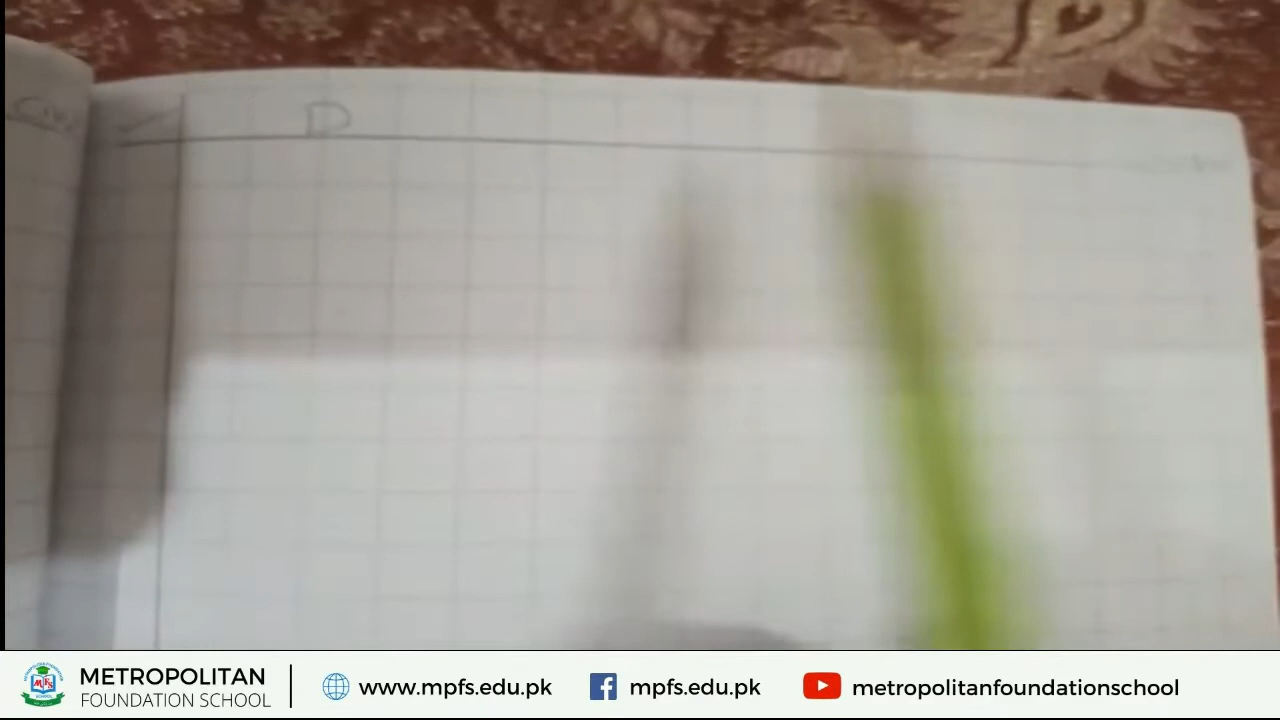 D
METROPOLITAN
FOUNDATION SCHOOL
www.mpfs.edu.pk
mpfs.edu.pk
metropolitanfoundationschool